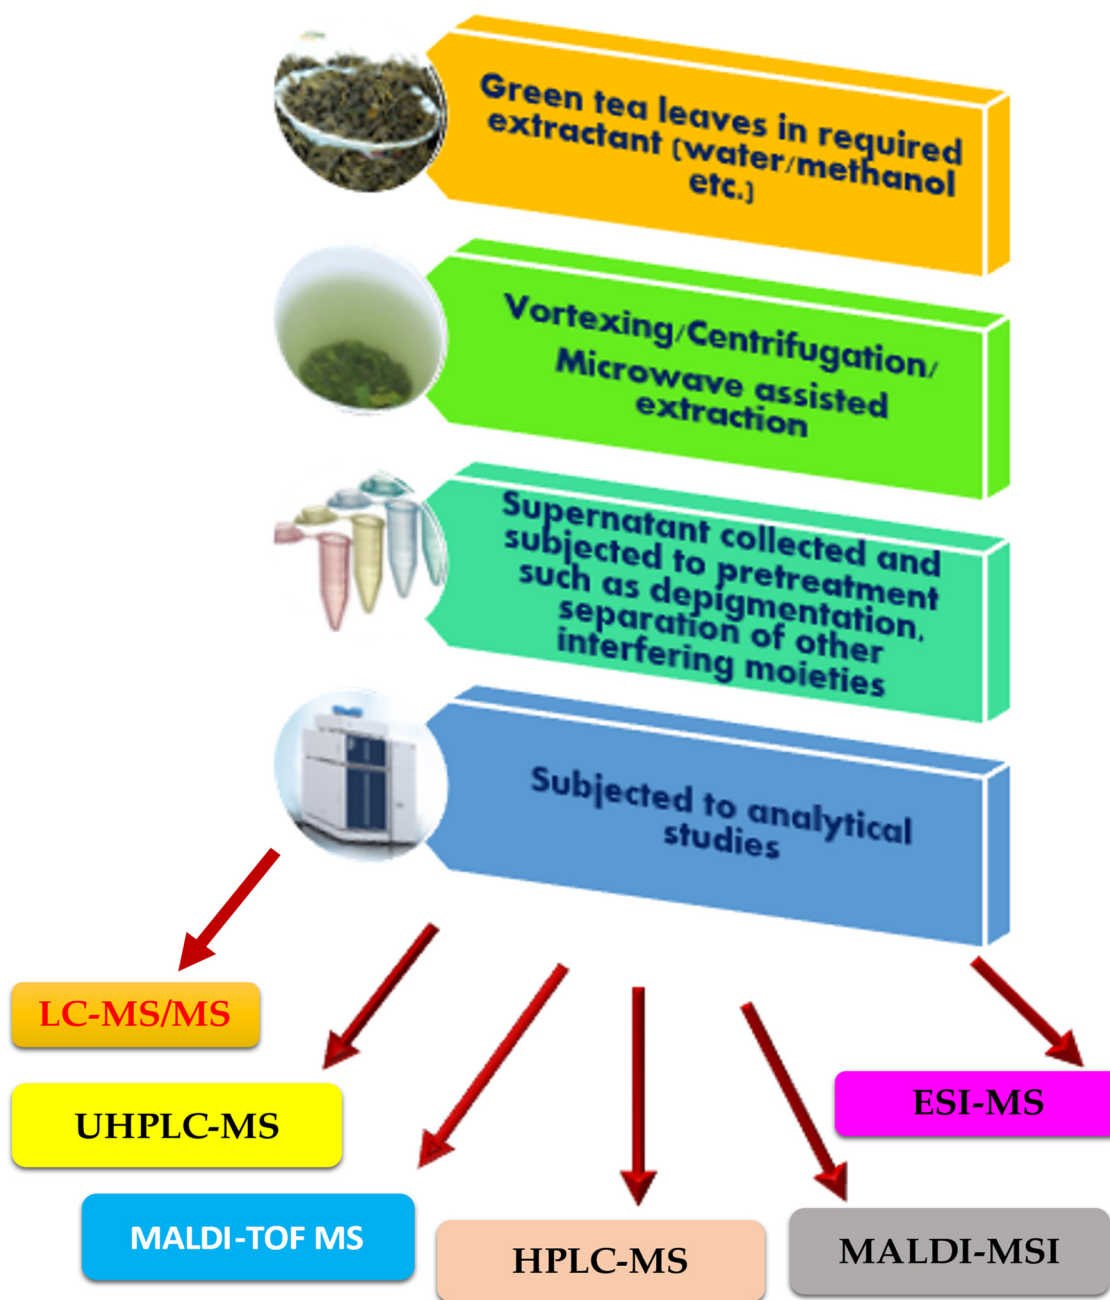 Green tea leaves in required
extractant (water/methanol
etc.)
Vortexing/Centrifugation/
Microwave assisted
extraction
Supernatant collected and
subjected to pretreatment
such as depigmentation,
separation of other
interfering moieties
Subjected to analytical
studies
LC-MS/MS
UHPLC-MS
MALDI-TOF MS
HPLC-MS
MALDI-MSI
ESI-MS